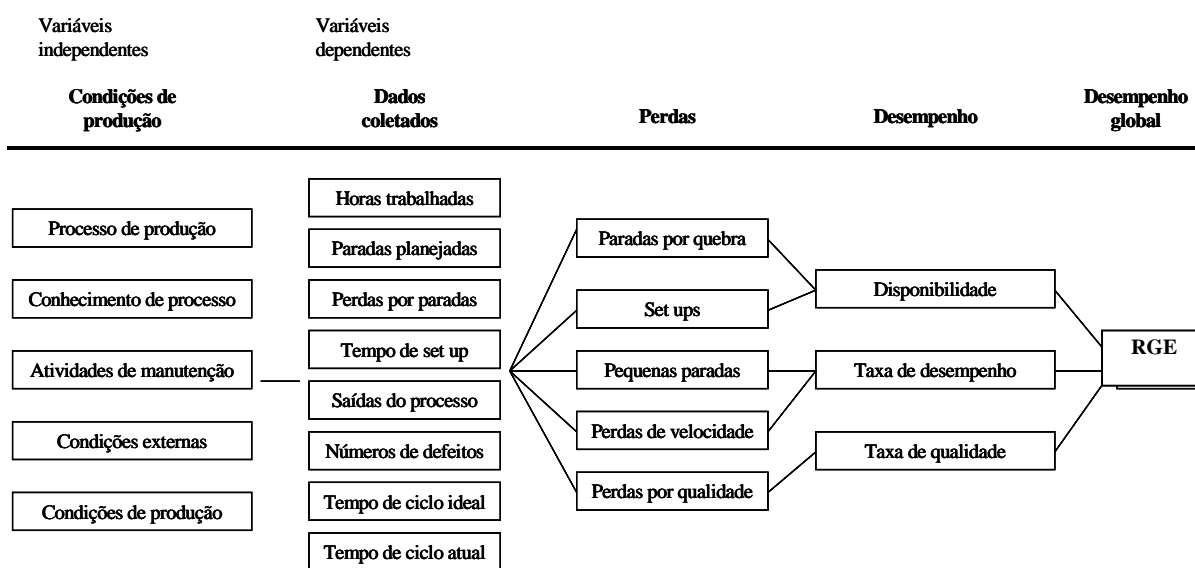 Variáveis
independentes
Variáveis
dependentes
Condições de
produção
Dados
coletados
Perdas
Desempenho
Desempenho
global
Processo de produção
Conhecimento de processo
Atividades de manutenção
Condições externas
Condições de produção
Horas trabalhadas
Paradas planejadas
Perdas por paradas
Tempo de set up
Saídas do processo
Números de defeitos
Tempo de ciclo ideal
Tempo de ciclo atual
Paradas por quebra
Set ups
Pequenas paradas
Perdas de velocidade
Perdas por qualidade
Disponibilidade
Taxa de desempenho
Taxa de qualidade
RGE